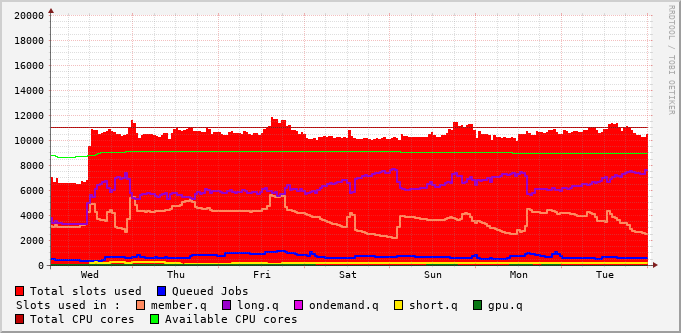 20000
18000
16000
14000
12000
10000
8000
6000
4000
2000
0
Wed Thu Fri Sat Sun Mon Tue
RRDTOOL / TOBI OETIKER
Total slots used Queued Jobs
Slots used in : member.q long.q ondemand.q short.q gpu.q
Total CPU cores Available CPU cores